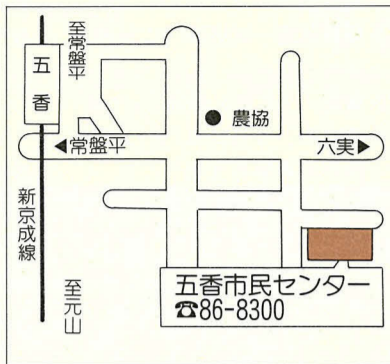 至常盤平
五香
● 農協
◀常盤平
六実▶
新京成線
至元山
五香市民センター
☎86-8300